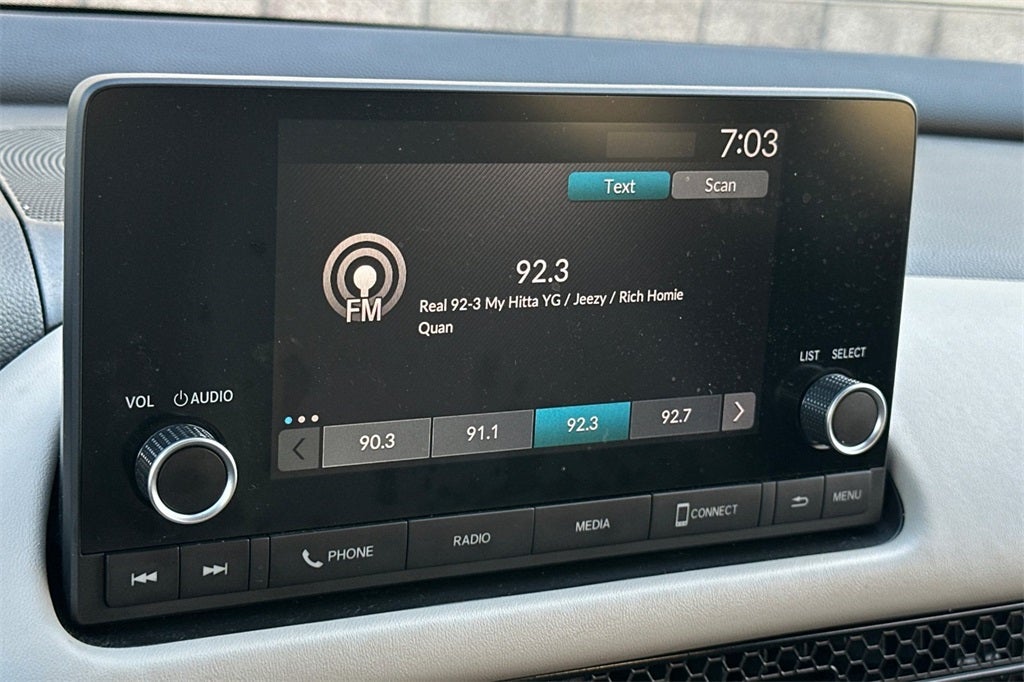 7:03
Text Scan
92.3
FM
Real 92-3 My Hitta YG / Jeezy / Rich Homie
Quan
LIST SELECT
VOL AUDIO
90.3 91.1 92.3 92.7
PHONE RADIO MEDIA CONNECT MENU